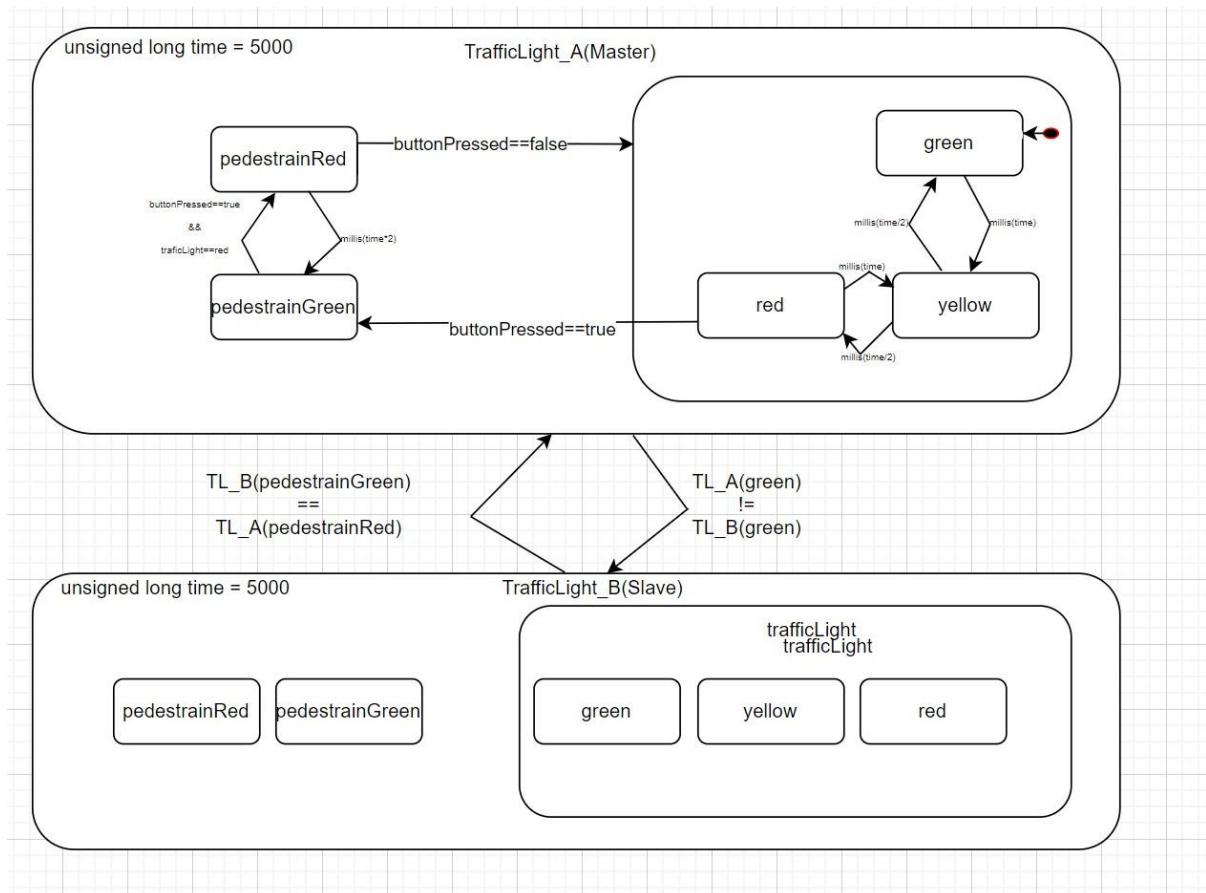 unsigned long time = 5000
TrafficLight_A(Master)
pedestrainRed
buttonPressed==false
green
buttonPressed==true
&&
traficLight==red
millis(time*2)
millis(time/2)
millis(time)
millis(time)
pedestrainGreen
red
yellow
buttonPressed==true
millis(time/2)
TL_B(pedestrainGreen)
==
TL_A(pedestrainRed)
TL_A(green)
!=
TL_B(green)
unsigned long time = 5000
TrafficLight_B(Slave)
trafficLight
trafficLight
pedestrainRed
pedestrainGreen
green
yellow
red